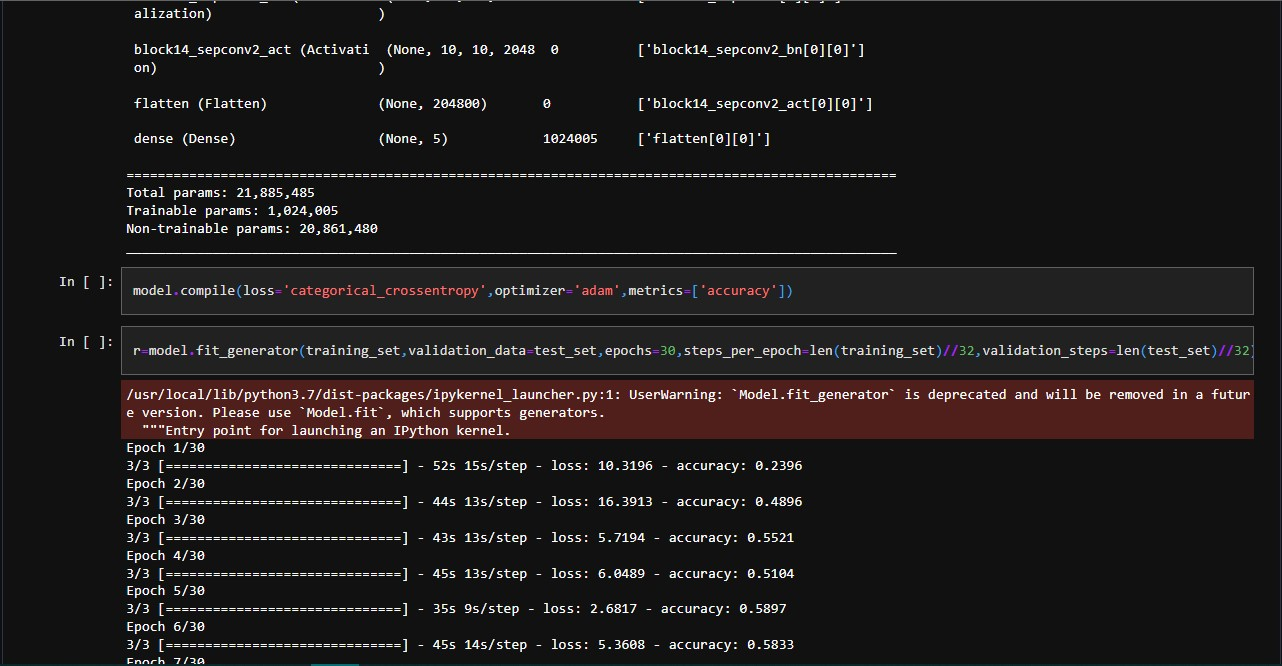 alization)                     )
block14_sepconv2_act (Activati  (None, 10, 10, 2048  0          ['block14_sepconv2_bn[0][0]']
on)                            )
flatten (Flatten)              (None, 204800)       0           ['block14_sepconv2_act[0][0]']
dense (Dense)                  (None, 5)            1024005     ['flatten[0][0]']
==================================================================================================
Total params: 21,885,485
Trainable params: 1,024,005
Non-trainable params: 20,861,480
__________________________________________________________________________________________________
In [ ]: model.compile(loss='categorical_crossentropy',optimizer='adam',metrics=['accuracy'])
In [ ]: r=model.fit_generator(training_set,validation_data=test_set,epochs=30,steps_per_epoch=len(training_set)//32,validation_steps=len(test_set)//32)
/usr/local/lib/python3.7/dist-packages/ipykernel_launcher.py:1: UserWarning: `Model.fit_generator` is deprecated and will be removed in a futur
e version. Please use `Model.fit`, which supports generators.
  """Entry point for launching an IPython kernel.
Epoch 1/30
3/3 [==============================] - 52s 15s/step - loss: 10.3196 - accuracy: 0.2396
Epoch 2/30
3/3 [==============================] - 44s 13s/step - loss: 16.3913 - accuracy: 0.4896
Epoch 3/30
3/3 [==============================] - 43s 13s/step - loss: 5.7194 - accuracy: 0.5521
Epoch 4/30
3/3 [==============================] - 45s 13s/step - loss: 6.0489 - accuracy: 0.5104
Epoch 5/30
3/3 [==============================] - 35s 9s/step - loss: 2.6817 - accuracy: 0.5897
Epoch 6/30
3/3 [==============================] - 45s 14s/step - loss: 5.3608 - accuracy: 0.5833
Epoch 7/30